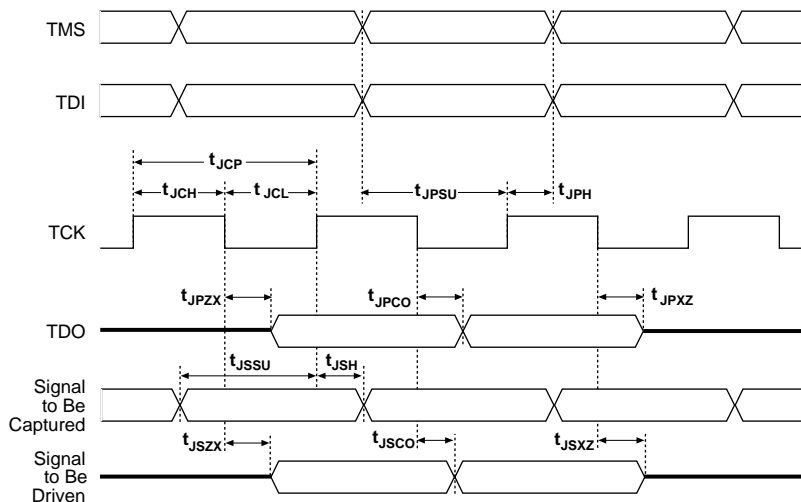 TMS
TDI
tJCP
tJCH tJCL tJPSU tJPH
TCK
tJPZX tJPCO tJPXZ
TDO
tJSSU tJSH
Signal
to Be
Captured
tJSZX tJSCO tJSXZ
Signal
to Be
Driven